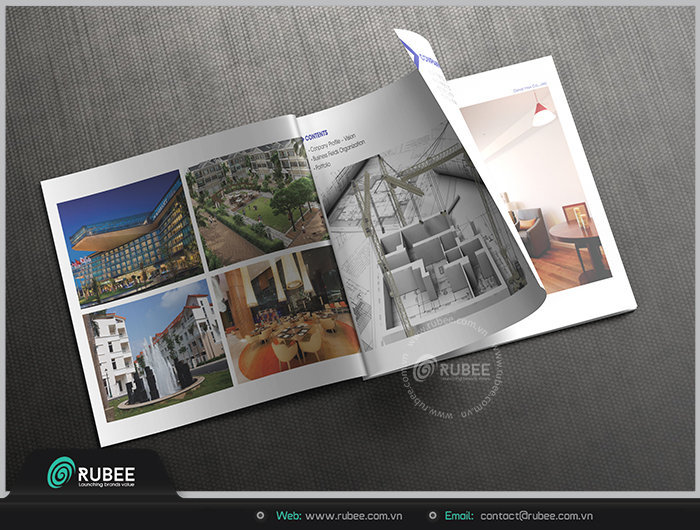 CONTENTS
- Company Profile - Vision
- Business Fields Organization
- Portfolio
www.rubee.com.vn
RUBEE
Launching brands value
www.rubee.com.vn
RUBEE
Launching brands value
Web: www.rubee.com.vn
Email: contact@rubee.com.vn